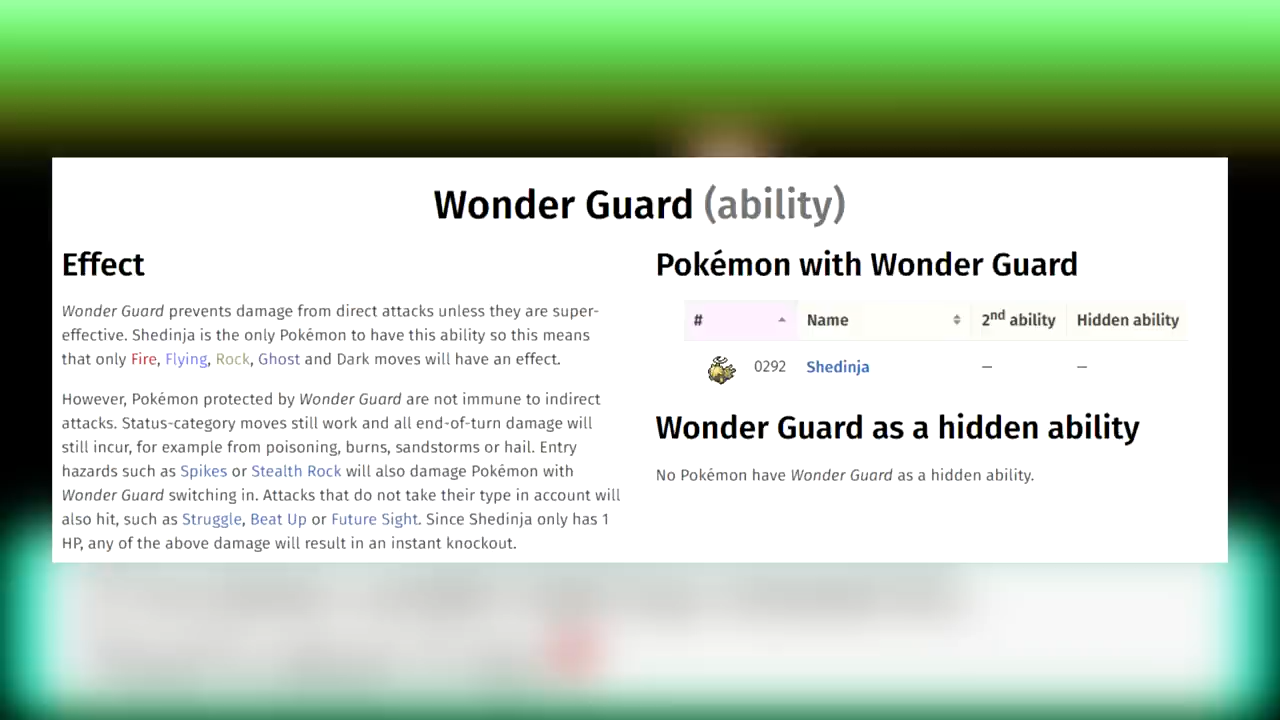 Wonder Guard (ability)
Effect
Wonder Guard prevents damage from direct attacks unless they are super-
effective. Shedinja is the only Pokémon to have this ability so this means
that only Fire, Flying, Rock, Ghost and Dark moves will have an effect.
However, Pokémon protected by Wonder Guard are not immune to indirect
attacks. Status-category moves still work and all end-of-turn damage will
still incur, for example from poisoning, burns, sandstorms or hail. Entry
hazards such as Spikes or Stealth Rock will also damage Pokémon with
Wonder Guard switching in. Attacks that do not take their type in account will
also hit, such as Struggle, Beat Up or Future Sight. Since Shedinja only has 1
HP, any of the above damage will result in an instant knockout.
Pokémon with Wonder Guard
# Name 2nd ability Hidden ability
0292 Shedinja — —
Wonder Guard as a hidden ability
No Pokémon have Wonder Guard as a hidden ability.